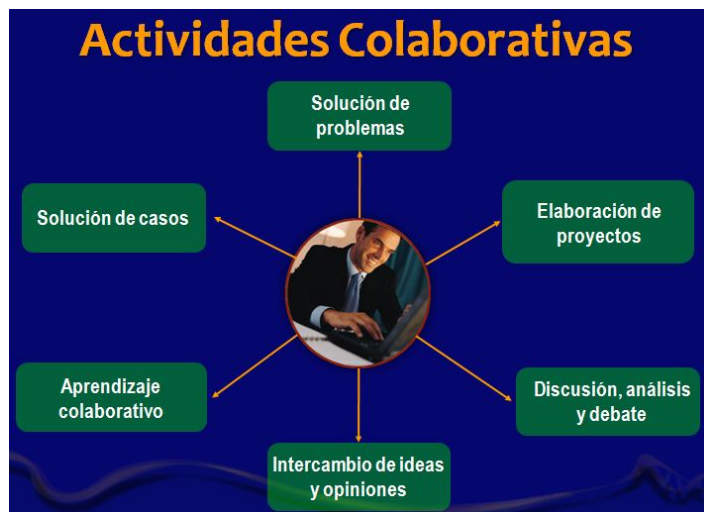 Actividades Colaborativas
Solución de
problemas
Solución de casos
Elaboración de
proyectos
Aprendizaje
colaborativo
Discusión, análisis
y debate
Intercambio de ideas
y opiniones